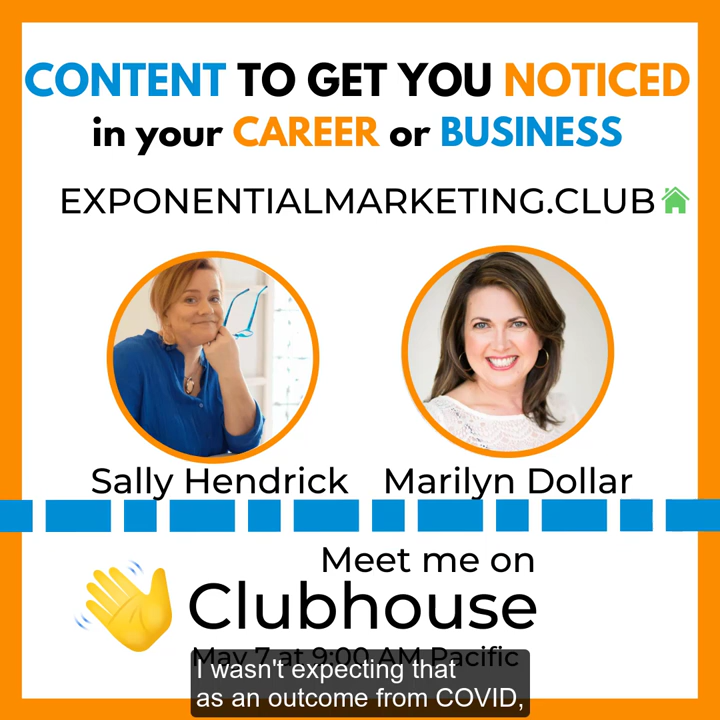 CONTENT TO GET YOU NOTICED
in your CAREER or BUSINESS
EXPONENTIALMARKETING.CLUB
Sally Hendrick Marilyn Dollar
Meet me on
Clubhouse
May 7 at 9:00 AM Pacific
I wasn't expecting that
as an outcome from COVID,